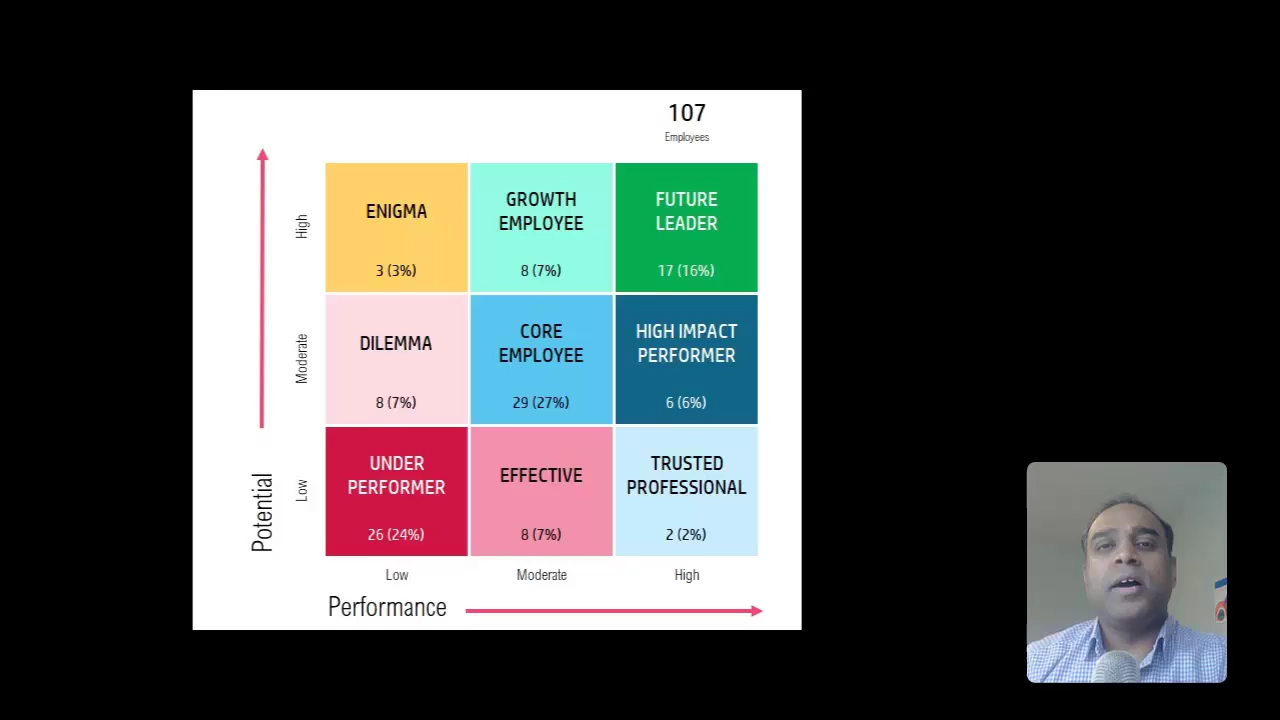 107
Employees
High
ENIGMA
3 (3%)
GROWTH
EMPLOYEE
8 (7%)
FUTURE
LEADER
17 (16%)
Moderate
DILEMMA
8 (7%)
CORE
EMPLOYEE
29 (27%)
HIGH IMPACT
PERFORMER
6 (6%)
Potential
Low
UNDER
PERFORMER
26 (24%)
EFFECTIVE
8 (7%)
TRUSTED
PROFESSIONAL
2 (2%)
Low
Moderate
High
Performance